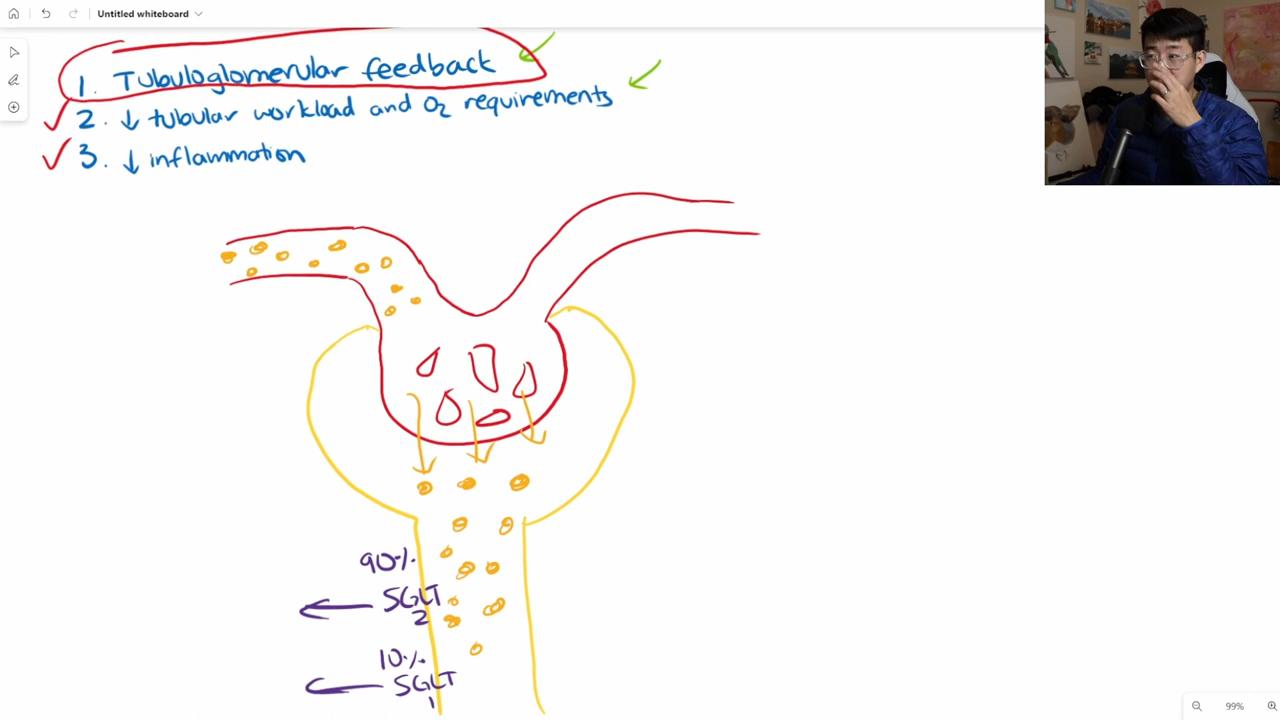 Untitled whiteboard
1. Tubuloglomerular feedback
2. ↓ tubular workload and O2 requirements
3. ↓ inflammation
90%
SGLT
2
10%
SGLT
1
99%